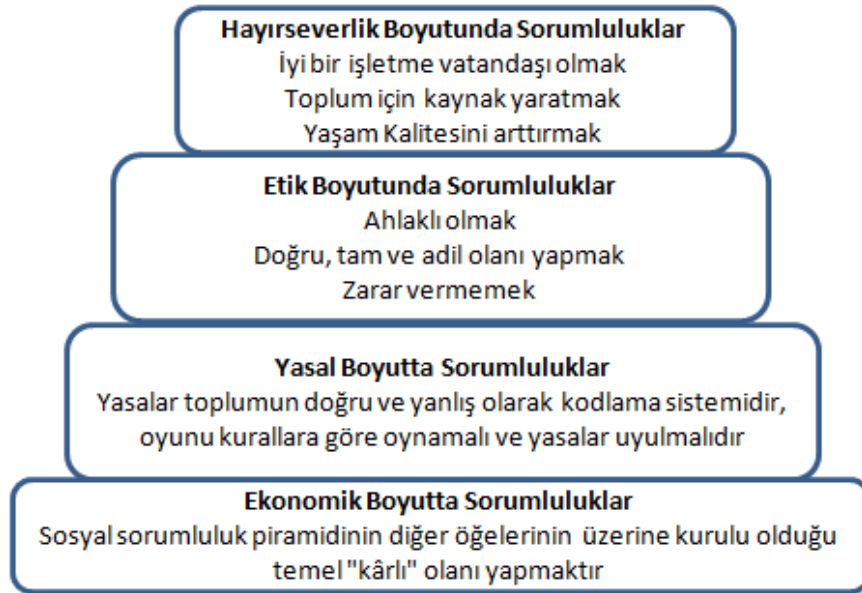 Hayırseverlik Boyutunda Sorumluluklar
İyi bir işletme vatandaşı olmak
Toplum için kaynak yaratmak
Yaşam Kalitesini arttırmak
Etik Boyutunda Sorumluluklar
Ahlaklı olmak
Doğru, tam ve adil olanı yapmak
Zarar vermemek
Yasal Boyutta Sorumluluklar
Yasalar toplumun doğru ve yanlış olarak kodlama sistemidir,
oyunu kurallara göre oynamalı ve yasalar uyulmalıdır
Ekonomik Boyutta Sorumluluklar
Sosyal sorumluluk piramidinin diğer öğelerinin üzerine kurulu olduğu
temel "kârlı" olanı yapmaktır